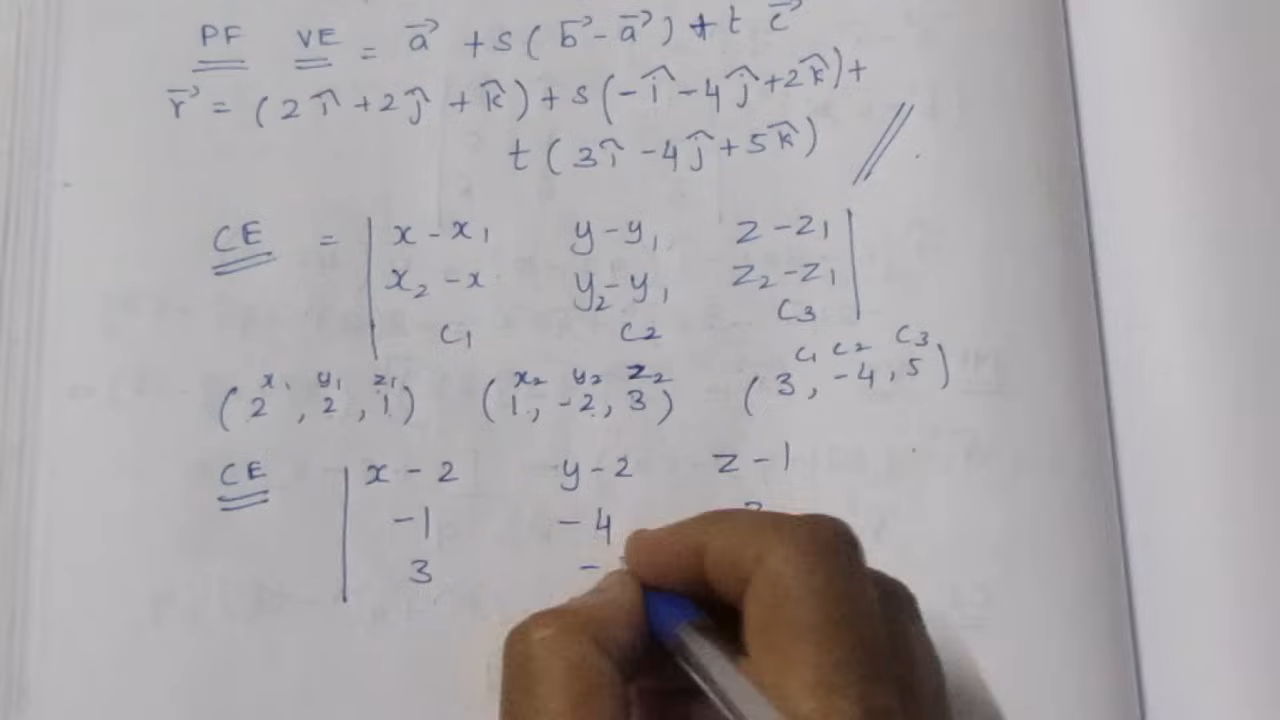 PF VE = a⃗ + s(b⃗ - a⃗) + t c⃗
r⃗ = (2î + 2ĵ + k̂) + s(-î - 4ĵ + 2k̂) +
t(3î - 4ĵ + 5k̂) //
CE = | x - x₁ y - y₁ z - z₁ |
| x₂ - x y₂ - y₁ z₂ - z₁ |
| c₁ c₂ c₃ |
x₁ y₁ z₁ x₂ y₂ z₂ c₁ c₂ c₃
(2, 2, 1) (1, -2, 3) (3, -4, 5)
CE | x - 2 y - 2 z - 1
-1 -4
3 -